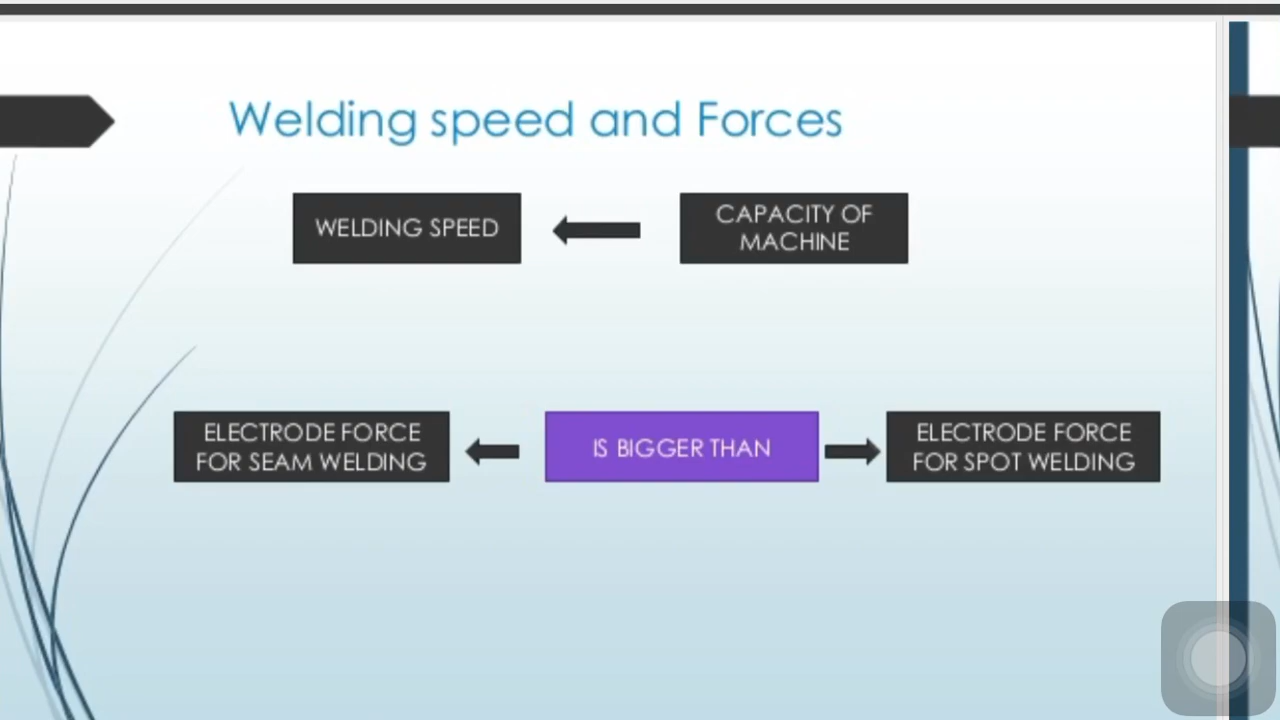 Welding speed and Forces
WELDING SPEED
CAPACITY OF
MACHINE
ELECTRODE FORCE
FOR SEAM WELDING
IS BIGGER THAN
ELECTRODE FORCE
FOR SPOT WELDING